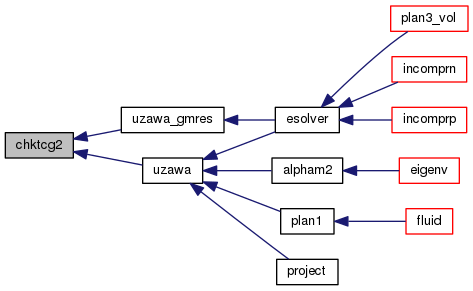 plan3_vol
incomprn
uzawa_gmres
esolver
incomprp
chktcg2
uzawa
alpham2
eigenv
plan1
fluid
project